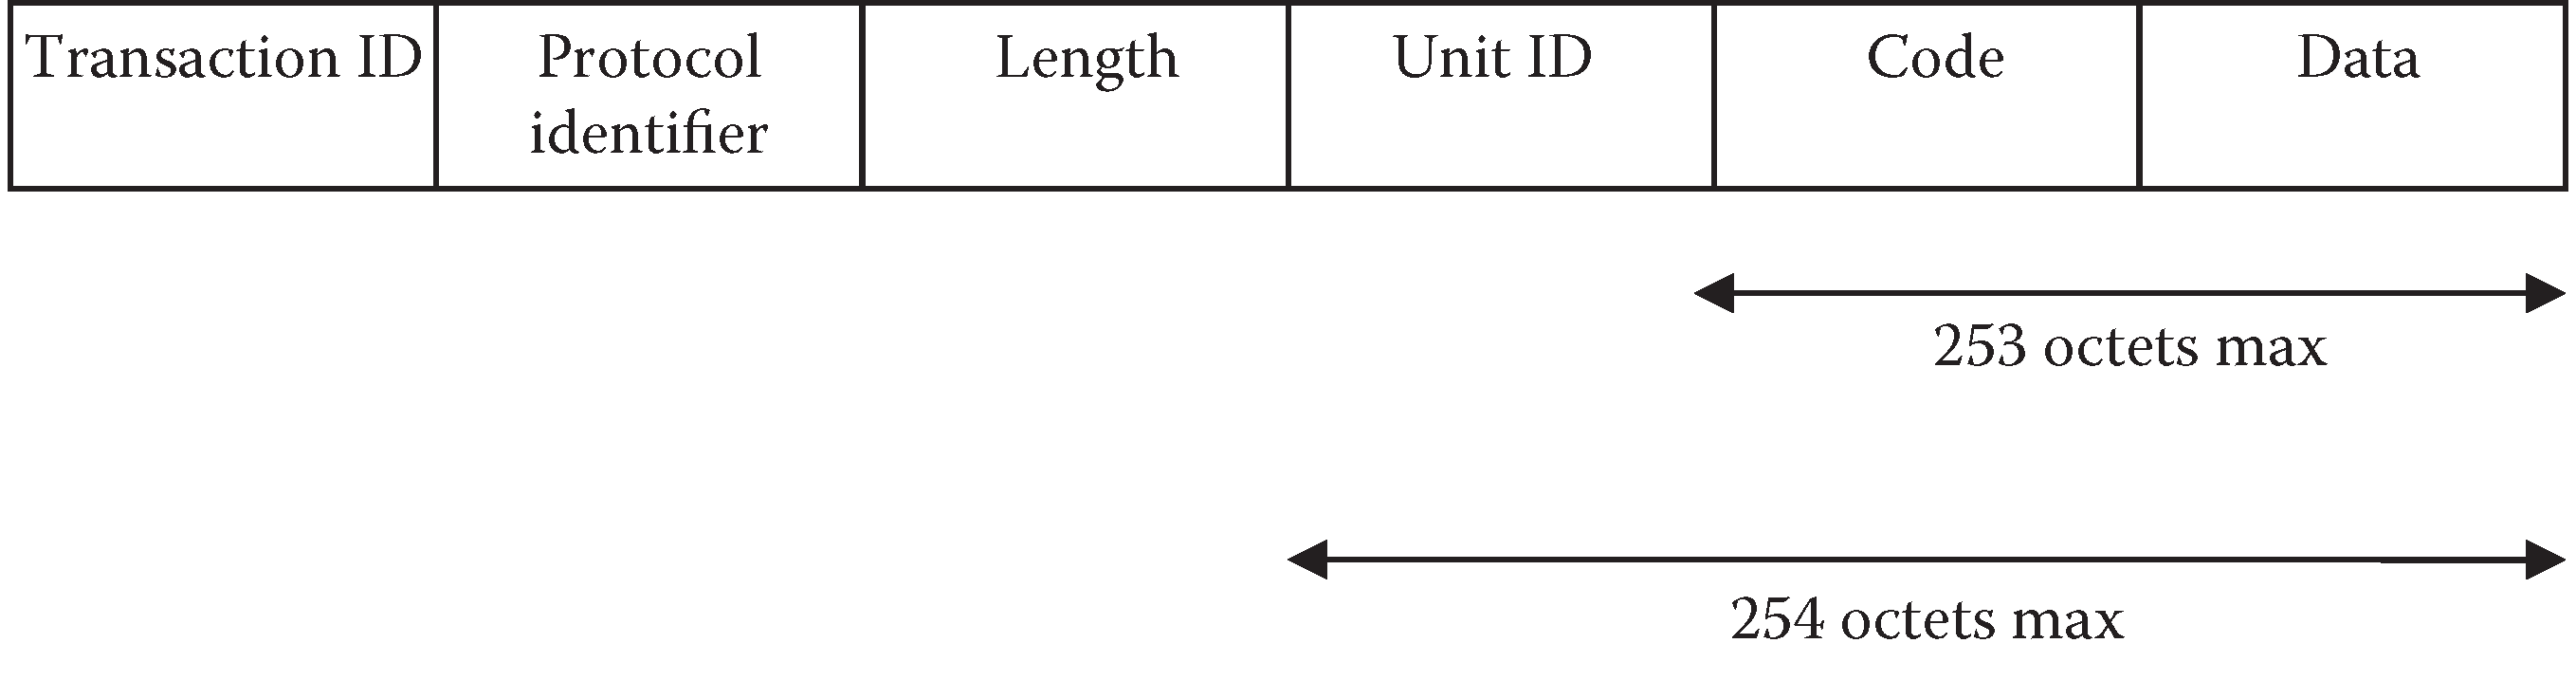 Transaction ID
Protocol
identifier
Length
Unit ID
Code
Data
253 octets max
254 octets max